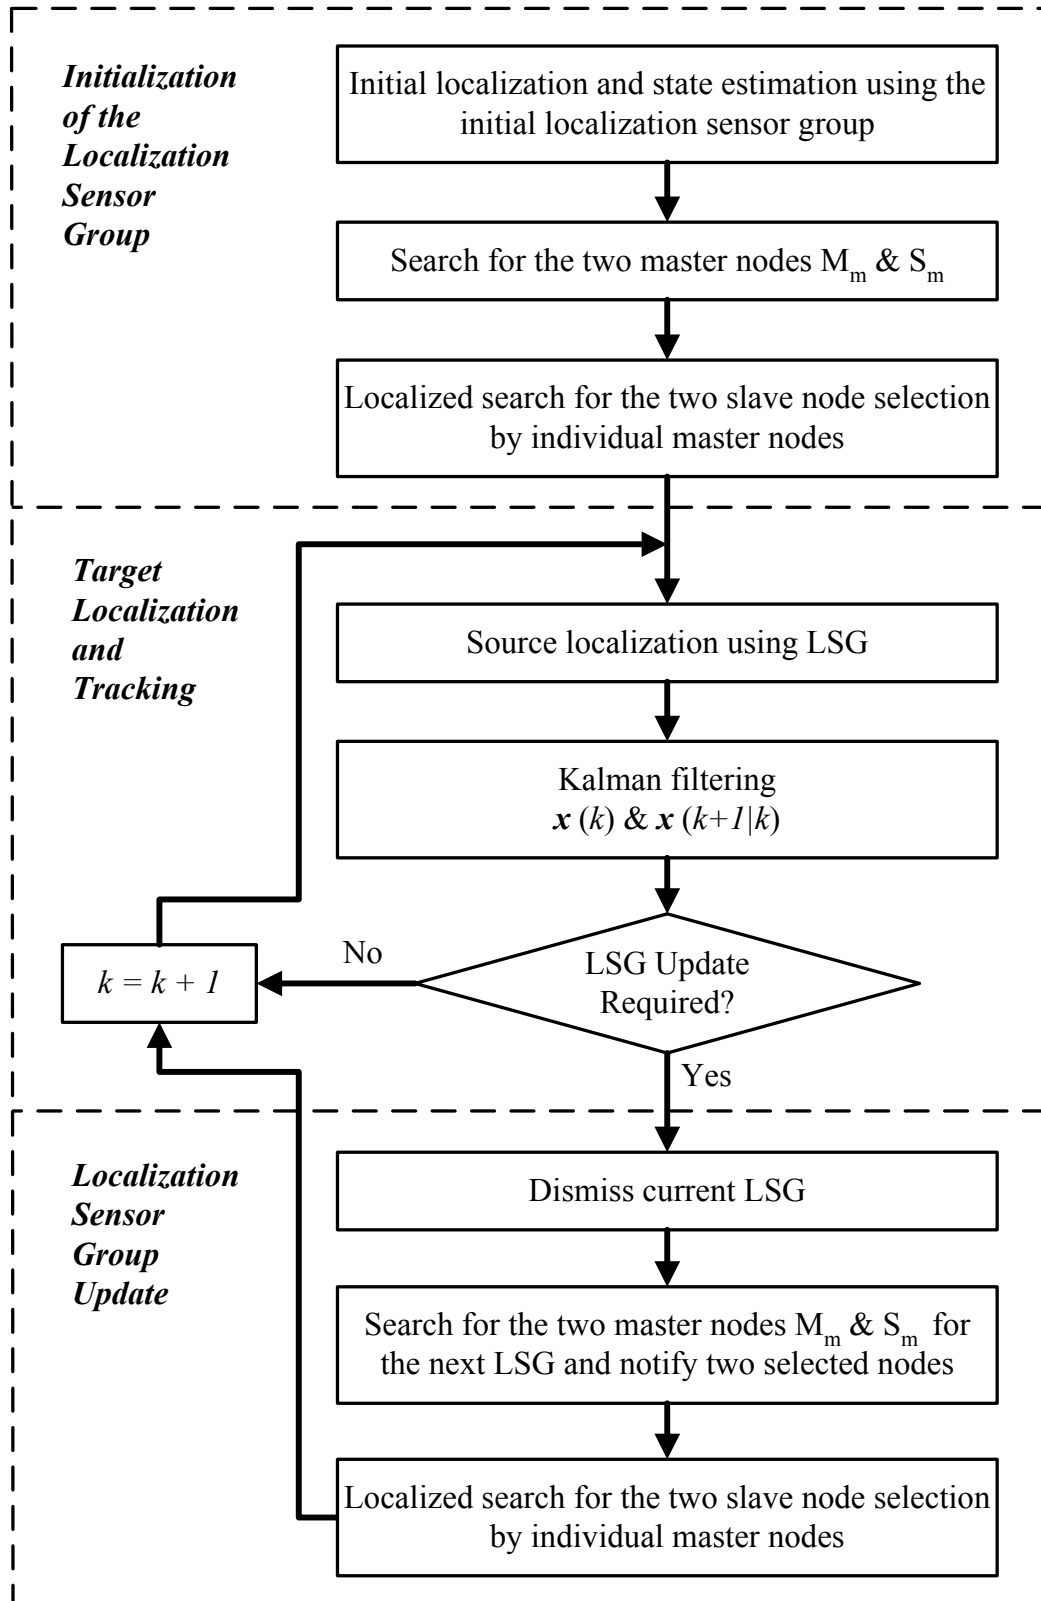 Initialization
of the
Localization
Sensor
Group
Initial localization and state estimation using the
initial localization sensor group
Search for the two master nodes Mm & Sm
Localized search for the two slave node selection
by individual master nodes
Target
Localization
and
Tracking
Source localization using LSG
Kalman filtering
x (k) & x (k+1|k)
LSG Update
Required?
No
k = k + 1
Yes
Localization
Sensor
Group
Update
Dismiss current LSG
Search for the two master nodes Mm & Sm for
the next LSG and notify two selected nodes
Localized search for the two slave node selection
by individual master nodes